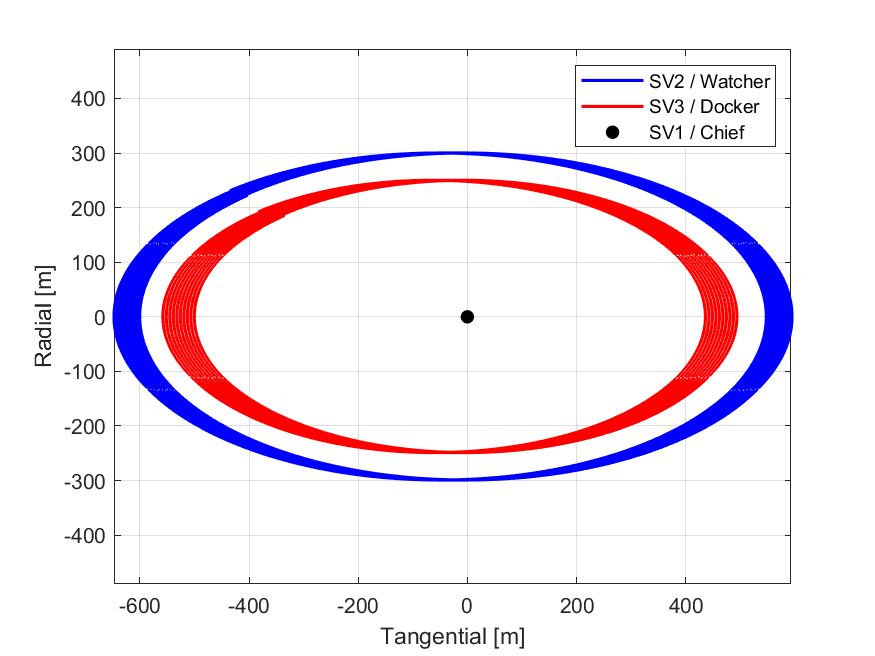 SV2 / Watcher
SV3 / Docker
SV1 / Chief
400
300
200
100
0
-100
-200
-300
-400
Radial [m]
-600 -400 -200 0 200 400
Tangential [m]